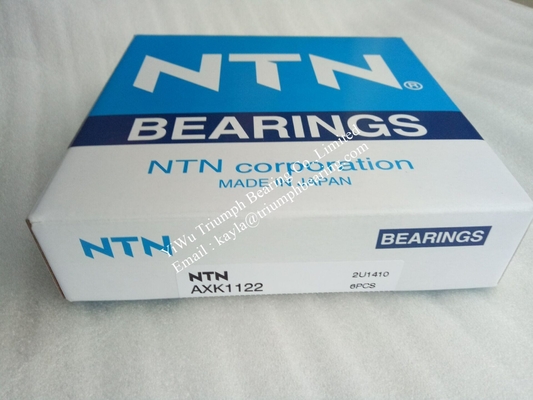 NTN®
BEARINGS
NTN corporation
MADE IN JAPAN
YiWu Triumph Bearing Co., Limited
Email : kayla@triumphbearing.com
NTN
BEARINGS
NTN
2U1410
AXK1122
6PCS